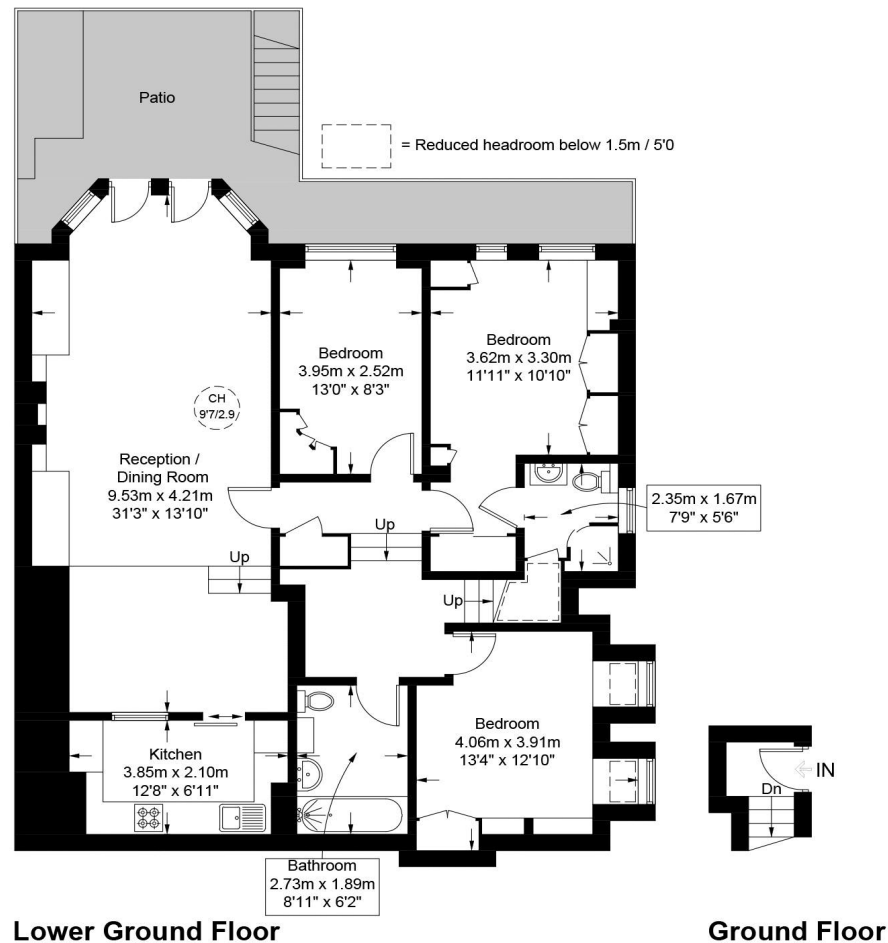 Patio
= Reduced headroom below 1.5m / 5'0
Bedroom
3.95m x 2.52m
13'0" x 8'3"
Bedroom
3.62m x 3.30m
11'11" x 10'10"
CH
9'7/2.9
Reception /
Dining Room
9.53m x 4.21m
31'3" x 13'10"
2.35m x 1.67m
7'9" x 5'6"
Up
Up
Up
Bedroom
4.06m x 3.91m
13'4" x 12'10"
Kitchen
3.85m x 2.10m
12'8" x 6'11"
IN
Dn
Bathroom
2.73m x 1.89m
8'11" x 6'2"
Lower Ground Floor
Ground Floor